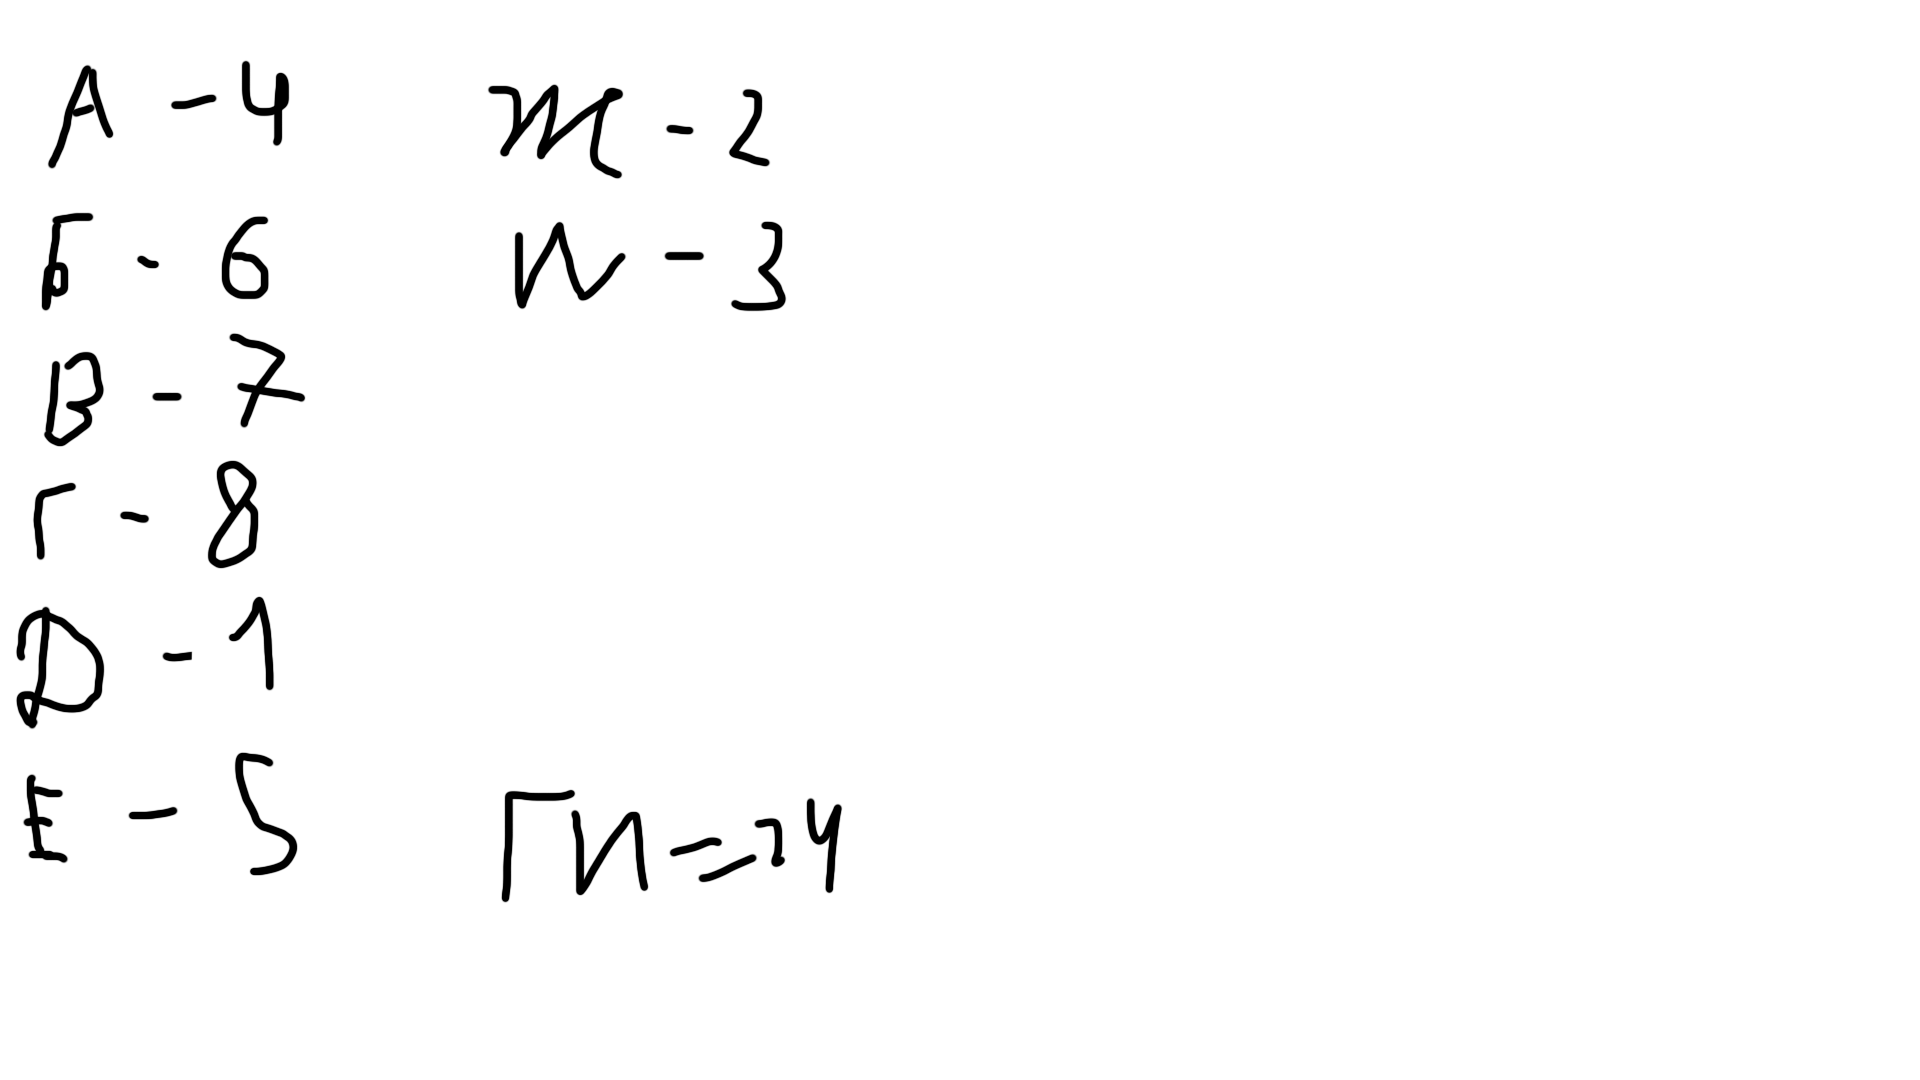 А - 4
Б - 6
В - 7
Г - 8
D - 1
Е - 5
м - 2
и - 3
Ги = 24